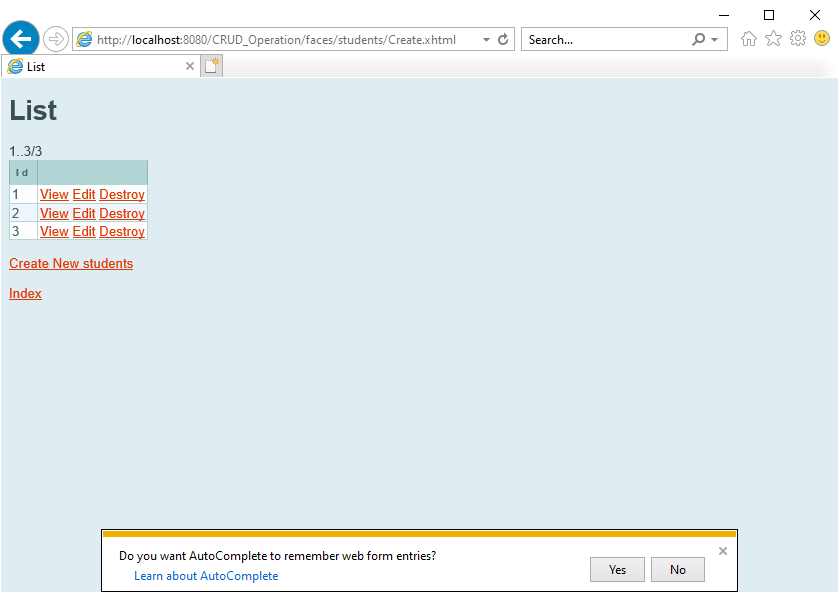 http://localhost:8080/CRUD_Operation/faces/students/Create.xhtml
Search...
List
List
1..3/3
Id
1 View Edit Destroy
2 View Edit Destroy
3 View Edit Destroy
Create New students
Index
Do you want AutoComplete to remember web form entries?
Learn about AutoComplete
Yes No